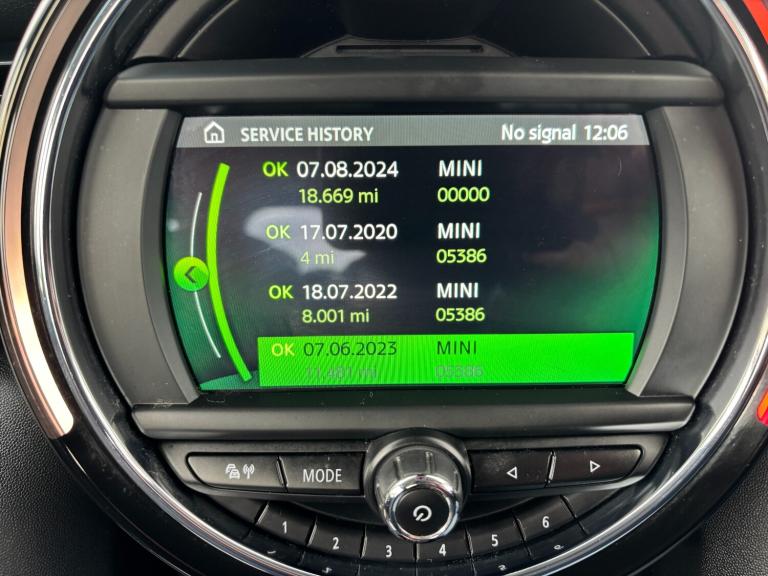 SERVICE HISTORY No signal 12:06
OK 07.08.2024 MINI
18.669 mi 00000
OK 17.07.2020 MINI
4 mi 05386
OK 18.07.2022 MINI
8.001 mi 05386
OK 07.06.2023 MINI
05386
MODE
1 2 3 4 5 6